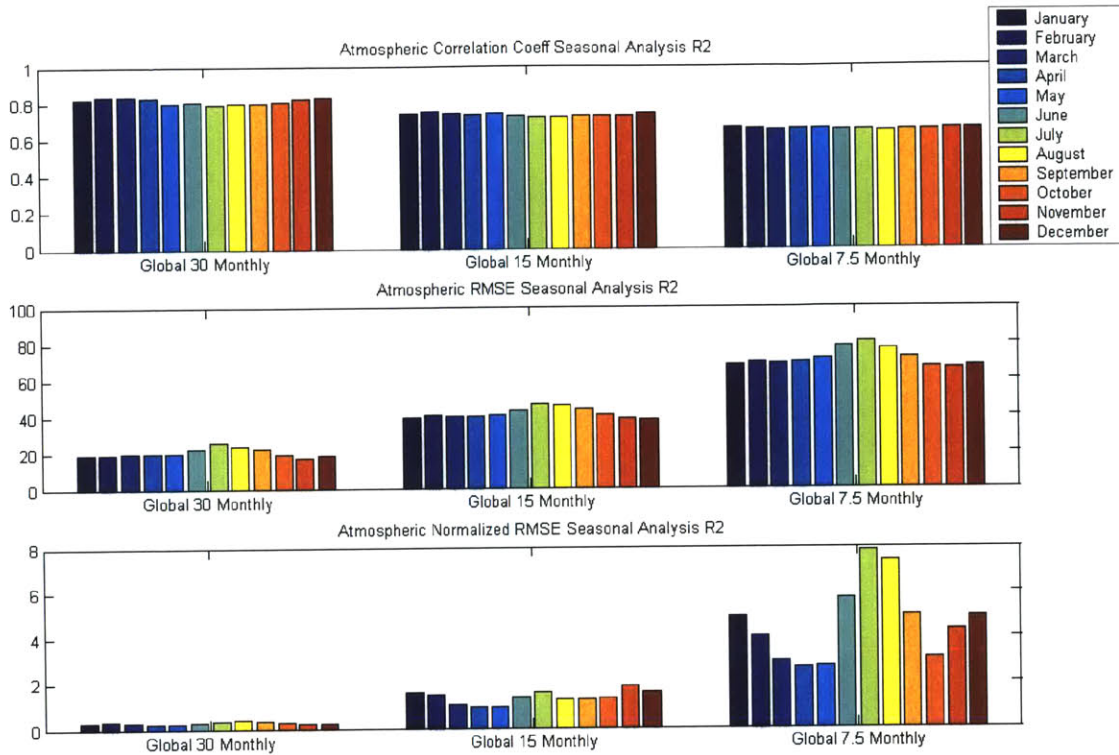 Atmospheric Correlation Coeff Seasonal Analysis R2
1
0.8
0.6
0.4
0.2
0
Global 30 Monthly
Global 15 Monthly
Global 7.5 Monthly
January
February
March
April
May
June
July
August
September
October
November
December
Atmospheric RMSE Seasonal Analysis R2
100
80
60
40
20
0
Global 30 Monthly
Global 15 Monthly
Global 7.5 Monthly
Atmospheric Normalized RMSE Seasonal Analysis R2
8
6
4
2
0
Global 30 Monthly
Global 15 Monthly
Global 7.5 Monthly